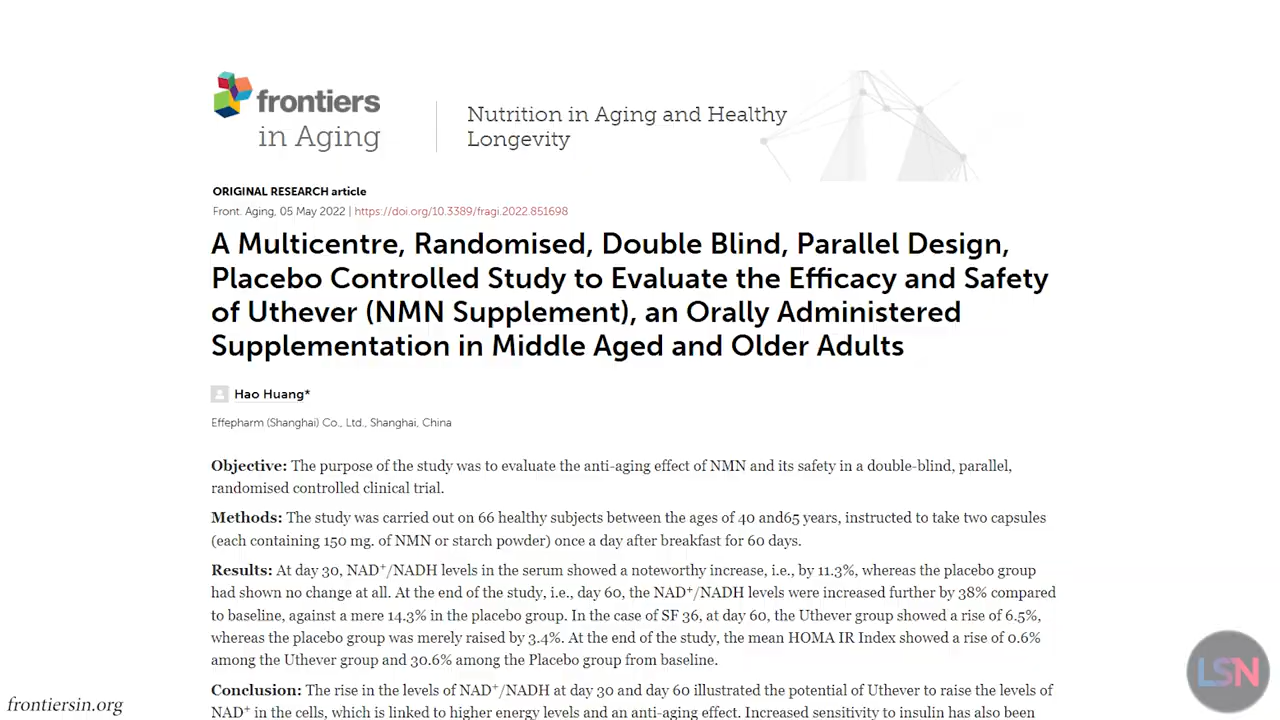 frontiers
in Aging
Nutrition in Aging and Healthy
Longevity
ORIGINAL RESEARCH article
Front. Aging, 05 May 2022 | https://doi.org/10.3389/fragi.2022.851698
A Multicentre, Randomised, Double Blind, Parallel Design,
Placebo Controlled Study to Evaluate the Efficacy and Safety
of Uthever (NMN Supplement), an Orally Administered
Supplementation in Middle Aged and Older Adults
Hao Huang*
Effepharm (Shanghai) Co., Ltd., Shanghai, China
Objective: The purpose of the study was to evaluate the anti-aging effect of NMN and its safety in a double-blind, parallel,
randomised controlled clinical trial.
Methods: The study was carried out on 66 healthy subjects between the ages of 40 and65 years, instructed to take two capsules
(each containing 150 mg. of NMN or starch powder) once a day after breakfast for 60 days.
Results: At day 30, NAD⁺/NADH levels in the serum showed a noteworthy increase, i.e., by 11.3%, whereas the placebo group
had shown no change at all. At the end of the study, i.e., day 60, the NAD⁺/NADH levels were increased further by 38% compared
to baseline, against a mere 14.3% in the placebo group. In the case of SF 36, at day 60, the Uthever group showed a rise of 6.5%,
whereas the placebo group was merely raised by 3.4%. At the end of the study, the mean HOMA IR Index showed a rise of 0.6%
among the Uthever group and 30.6% among the Placebo group from baseline.
Conclusion: The rise in the levels of NAD⁺/NADH at day 30 and day 60 illustrated the potential of Uthever to raise the levels of
NAD⁺ in the cells, which is linked to higher energy levels and an anti-aging effect. Increased sensitivity to insulin has also been
LSN
frontiersin.org